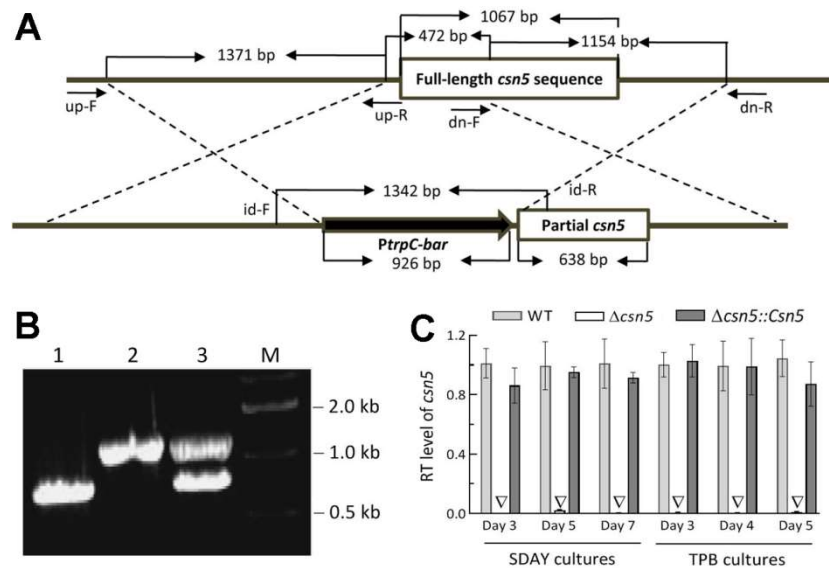 A
1067 bp
472 bp
1371 bp
1154 bp
Full-length csn5 sequence
up-F
up-R
dn-F
dn-R
1342 bp
id-F
id-R
PtrpC-bar
Partial csn5
926 bp
638 bp
B
1 2 3 M
2.0 kb
1.0 kb
0.5 kb
C
WT Δcsn5 Δcsn5::Csn5
RT level of csn5
1.2
0.8
0.4
0.0
Day 3 Day 5 Day 7 Day 3 Day 4 Day 5
SDAY cultures TPB cultures